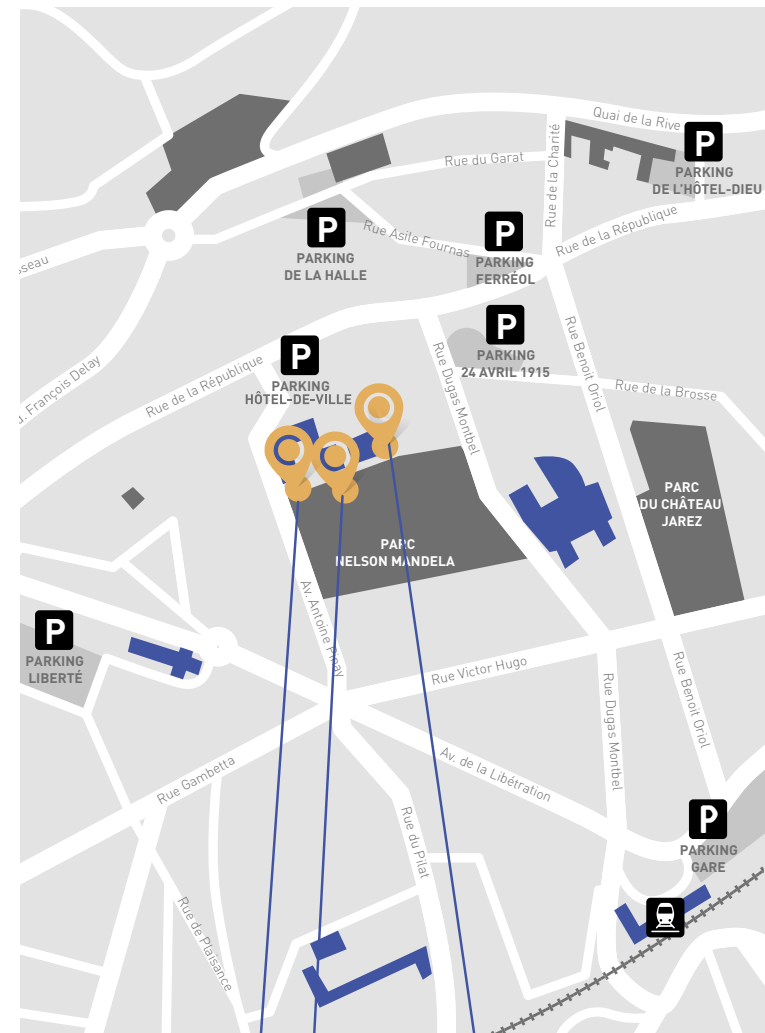 Quai de la Rive
P
PARKING
DE L'HÔTEL-DIEU
Rue de la Charité
Rue du Garat
P
PARKING
DE LA HALLE
Rue Asile Fournas
P
PARKING
FERRÉOL
Rue de la République
sseau
P
PARKING
24 AVRIL 1915
Rue Benoit Oriol
P
PARKING
HÔTEL-DE-VILLE
Rue de la République
d. François Delay
Rue Dugas Montbel
Rue de la Brosse
PARC
DU CHÂTEAU
JAREZ
PARC
NELSON MANDELA
Av. Antoine Pinay
P
PARKING
LIBERTÉ
Rue Victor Hugo
Rue Benoit Oriol
Rue Dugas Montbel
Rue Gambetta
Av. de la Libétration
P
PARKING
GARE
Rue du Pilat
Rue de Plaisance